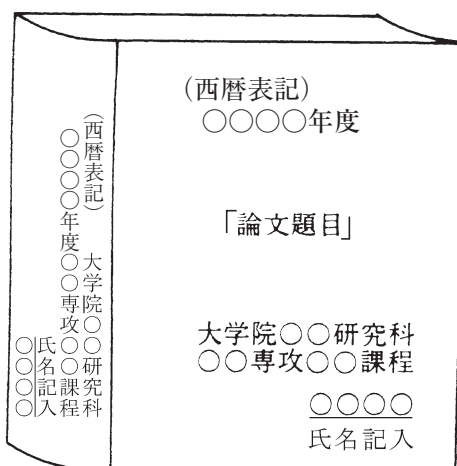 (西暦表記)
○○○○年度
「論文題目」
大学院○○研究科
○○専攻○○課程
○○○○
氏名記入
(西暦表記) 大学院○○研究科
○○○○年度○○専攻○○課程
氏名記入
○○○○